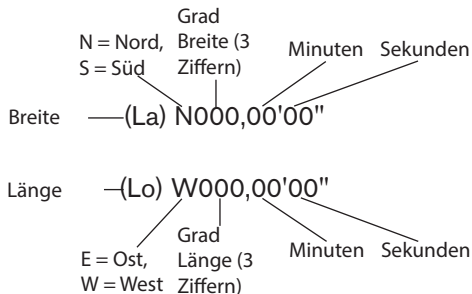 Grad
N = Nord, Breite (3 Minuten Sekunden
S = Süd Ziffern)
Breite (La) N000,00'00"
Länge (Lo) W000,00'00"
Grad
E = Ost, Länge (3 Minuten Sekunden
W = West Ziffern)